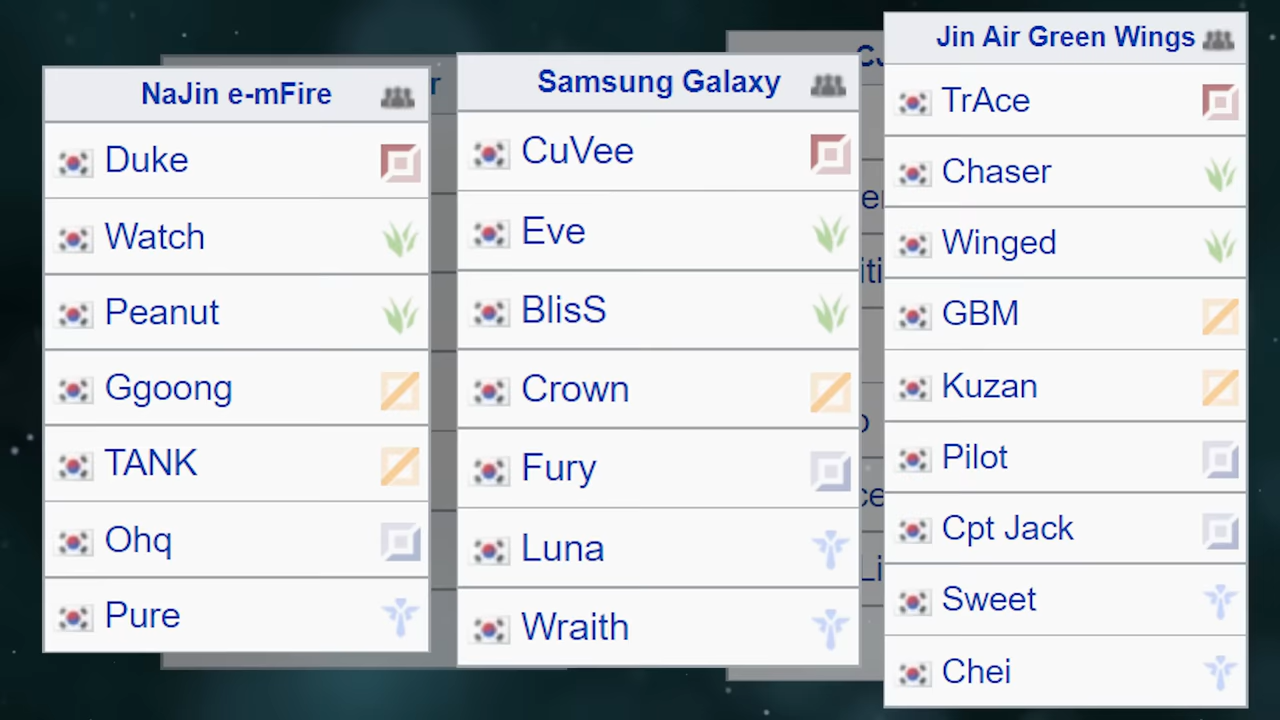 NaJin e-mFire
Duke
Watch
Peanut
Ggoong
TANK
Ohq
Pure
Samsung Galaxy
CuVee
Eve
BlisS
Crown
Fury
Luna
Wraith
Jin Air Green Wings
TrAce
Chaser
Winged
GBM
Kuzan
Pilot
Cpt Jack
Sweet
Chei